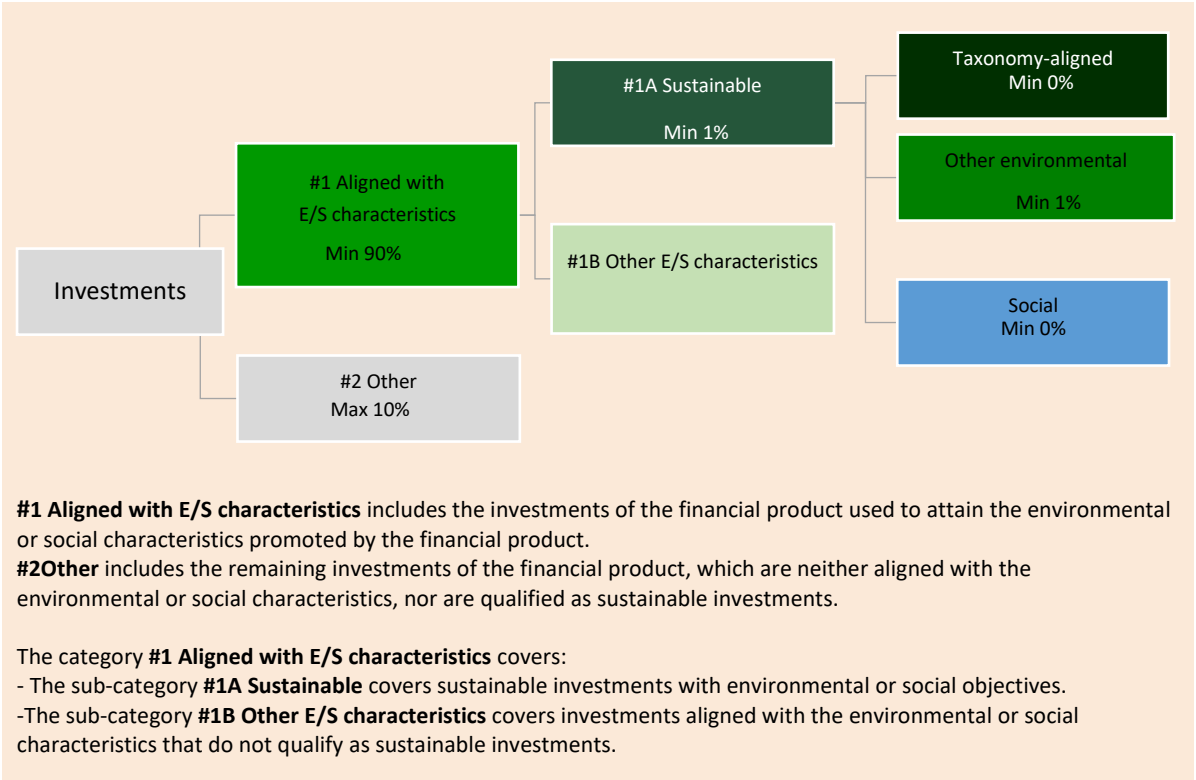 Investments
#1 Aligned with
E/S characteristics
Min 90%
#2 Other
Max 10%
#1A Sustainable
Min 1%
#1B Other E/S characteristics
Taxonomy-aligned
Min 0%
Other environmental
Min 1%
Social
Min 0%
#1 Aligned with E/S characteristics includes the investments of the financial product used to attain the environmental
or social characteristics promoted by the financial product.
#2Other includes the remaining investments of the financial product, which are neither aligned with the
environmental or social characteristics, nor are qualified as sustainable investments.
The category #1 Aligned with E/S characteristics covers:
- The sub-category #1A Sustainable covers sustainable investments with environmental or social objectives.
-The sub-category #1B Other E/S characteristics covers investments aligned with the environmental or social
characteristics that do not qualify as sustainable investments.